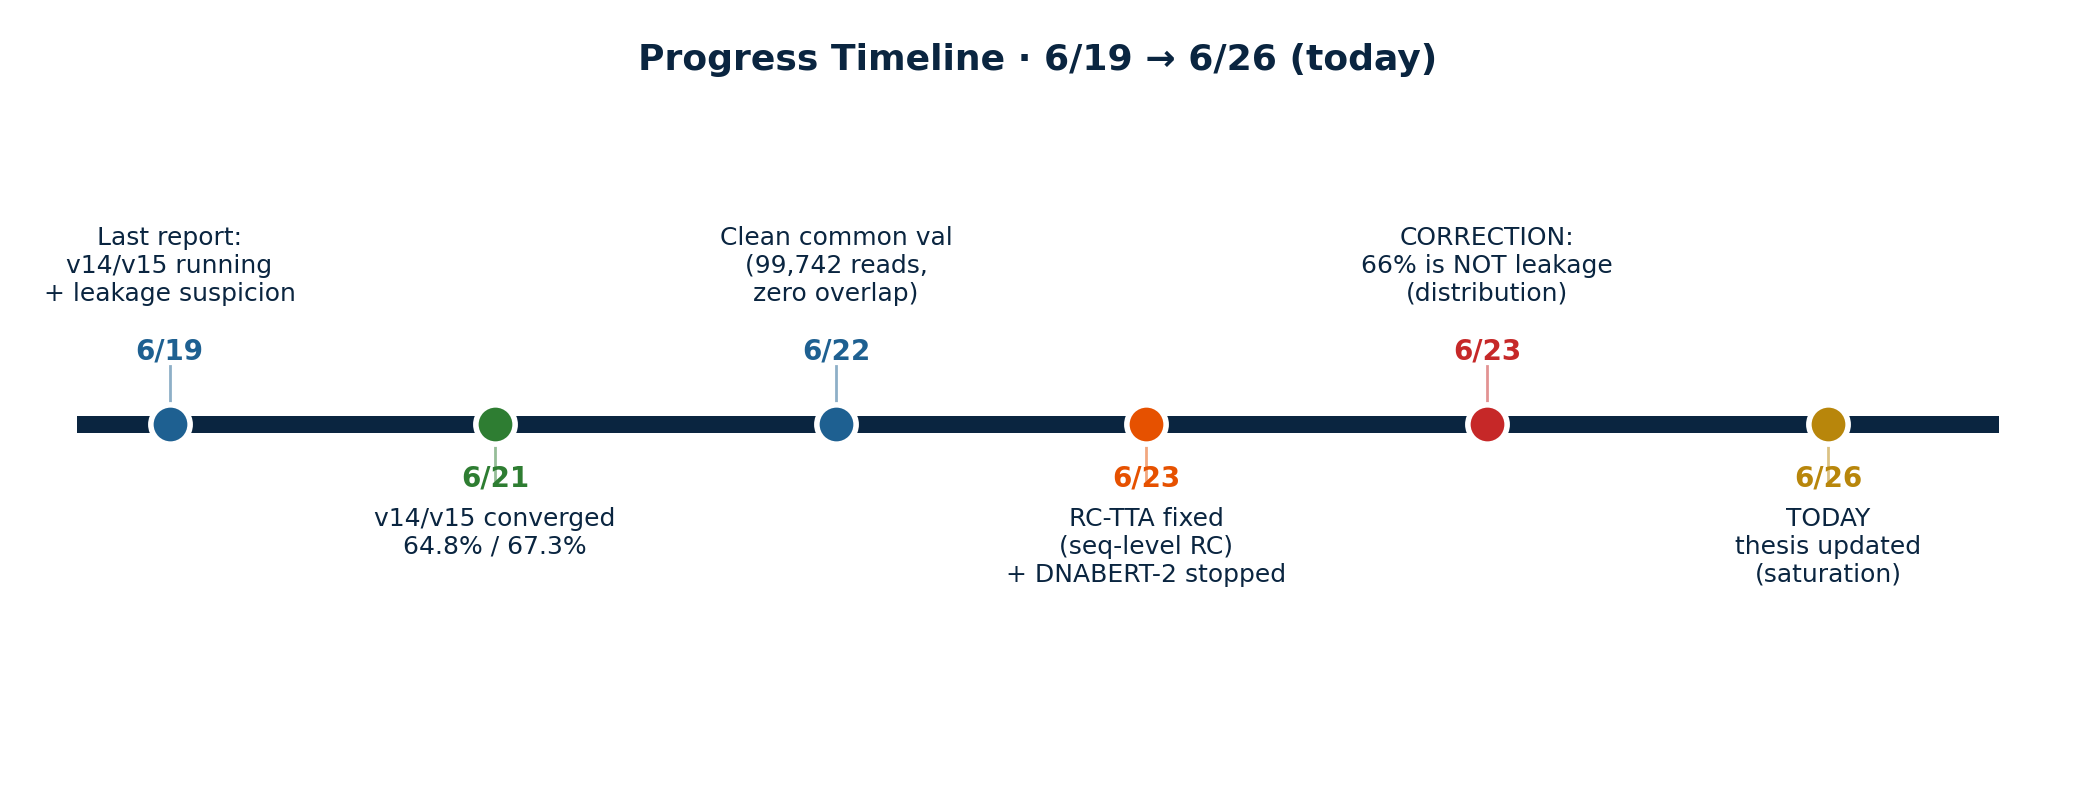 Progress Timeline · 6/19 → 6/26 (today)
Last report:
v14/v15 running
+ leakage suspicion
6/19
6/21
v14/v15 converged
64.8% / 67.3%
Clean common val
(99,742 reads,
zero overlap)
6/22
6/23
RC-TTA fixed
(seq-level RC)
+ DNABERT-2 stopped
CORRECTION:
66% is NOT leakage
(distribution)
6/23
6/26
TODAY
thesis updated
(saturation)